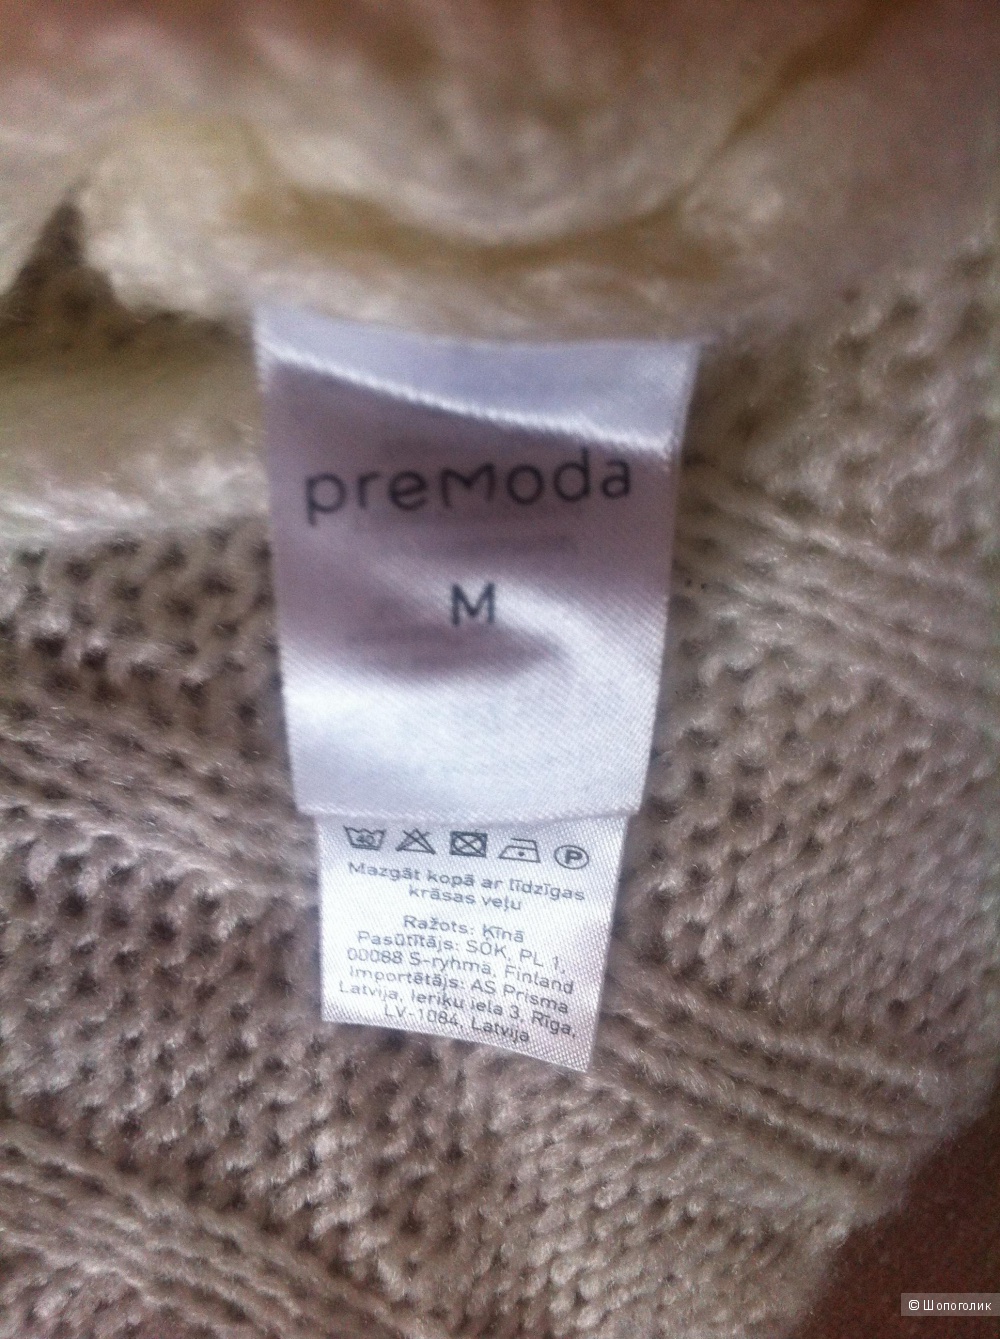 premoda
M
40 P
Mazgāt kopā ar līdzīgas
krāsas veļu
Ražots: Ķīnā
Pasūtītājs: SOK, PL 1,
00088 S-ryhmä, Finland
Importētājs: AS Prisma
Latvija, Ieriķu iela 3, Rīga,
LV-1084, Latvija
© Шопоголик